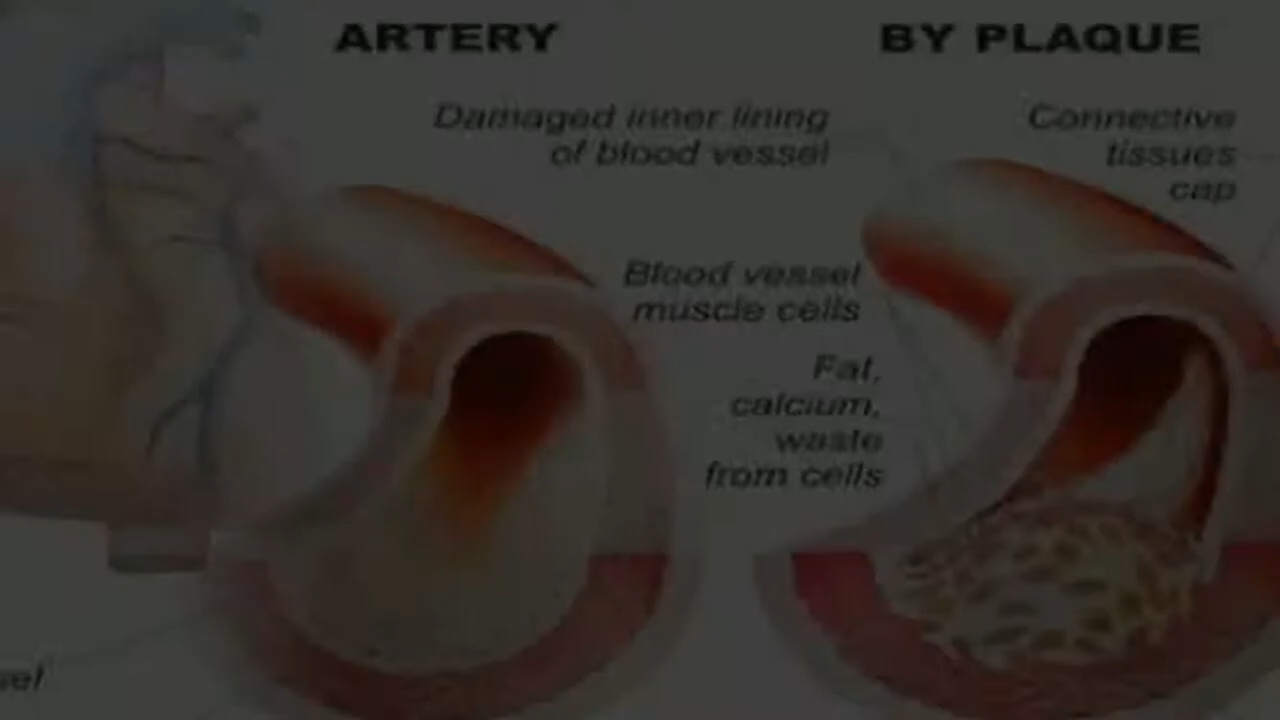 ARTERY
BY PLAQUE
Damaged inner lining
of blood vessel
Connective
tissues
cap
Blood vessel
muscle cells
Fat,
calcium,
waste
from cells